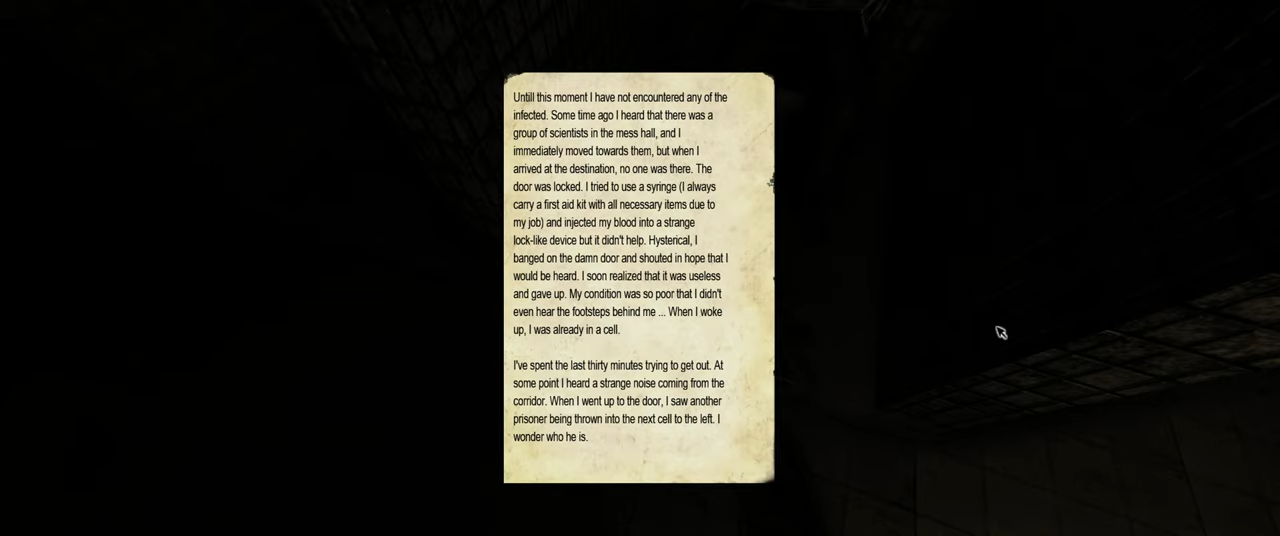 Untill this moment I have not encountered any of the
infected. Some time ago I heard that there was a
group of scientists in the mess hall, and I
immediately moved towards them, but when I
arrived at the destination, no one was there. The
door was locked. I tried to use a syringe (I always
carry a first aid kit with all necessary items due to
my job) and injected my blood into a strange
lock-like device but it didn't help. Hysterical, I
banged on the damn door and shouted in hope that I
would be heard. I soon realized that it was useless
and gave up. My condition was so poor that I didn't
even hear the footsteps behind me ... When I woke
up, I was already in a cell.
I've spent the last thirty minutes trying to get out. At
some point I heard a strange noise coming from the
corridor. When I went up to the door, I saw another
prisoner being thrown into the next cell to the left. I
wonder who he is.